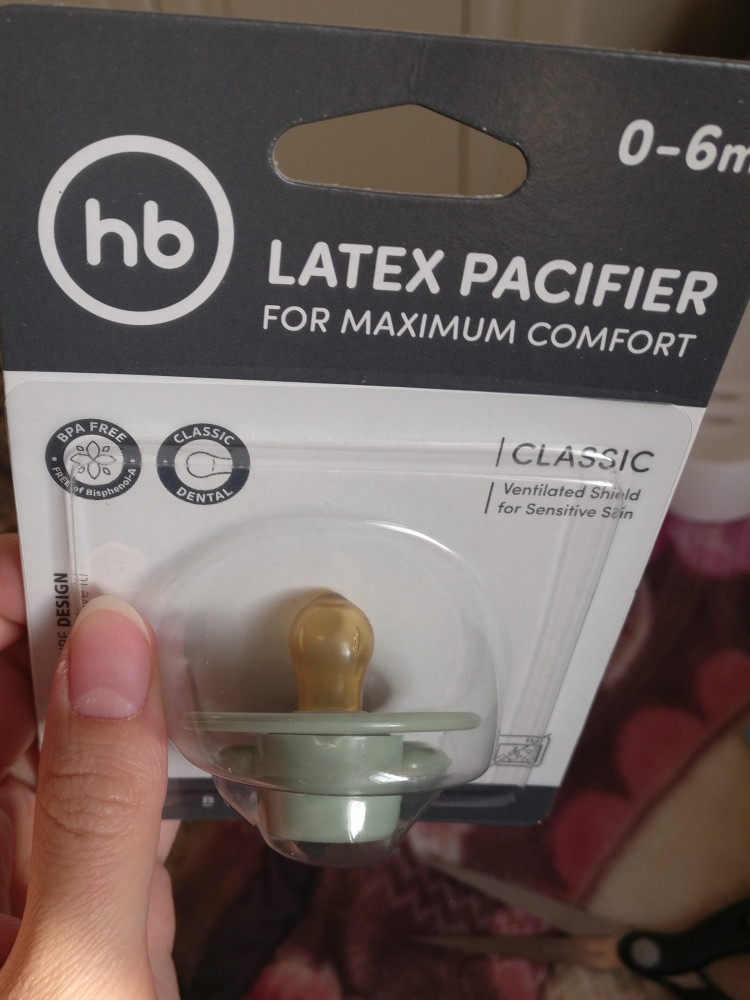 0-6m
hb
LATEX PACIFIER
FOR MAXIMUM COMFORT
BPA FREE
FREE of Bisphenol-A
CLASSIC
DENTAL
CLASSIC
Ventilated Shield
for Sensitive Skin
DESIGN